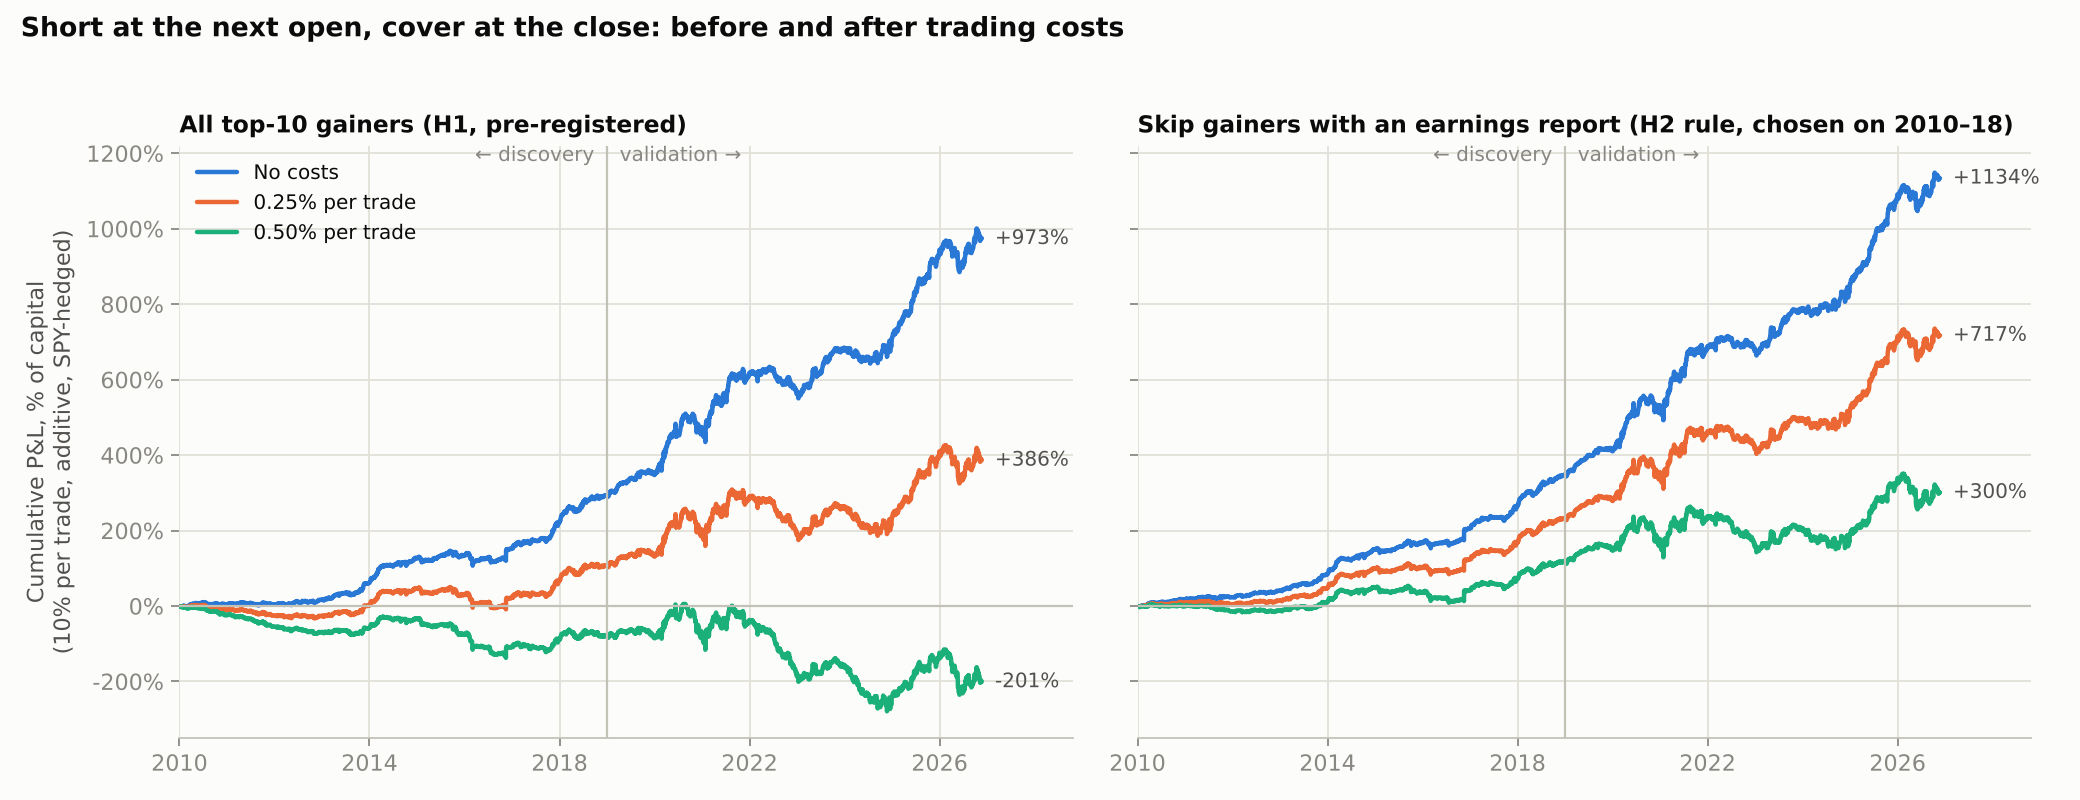 Short at the next open, cover at the close: before and after trading costs
All top-10 gainers (H1, pre-registered)
← discovery
validation →
No costs
0.25% per trade
0.50% per trade
Cumulative P&L, % of capital
(10% per trade, additive, SPY-hedged)
1200%
1000%
800%
600%
400%
200%
0%
-200%
+973%
+386%
-201%
2010
2014
2018
2022
2026
Skip gainers with an earnings report (H2 rule, chosen on 2010–18)
← discovery
validation →
+1134%
+717%
+300%
2010
2014
2018
2022
2026